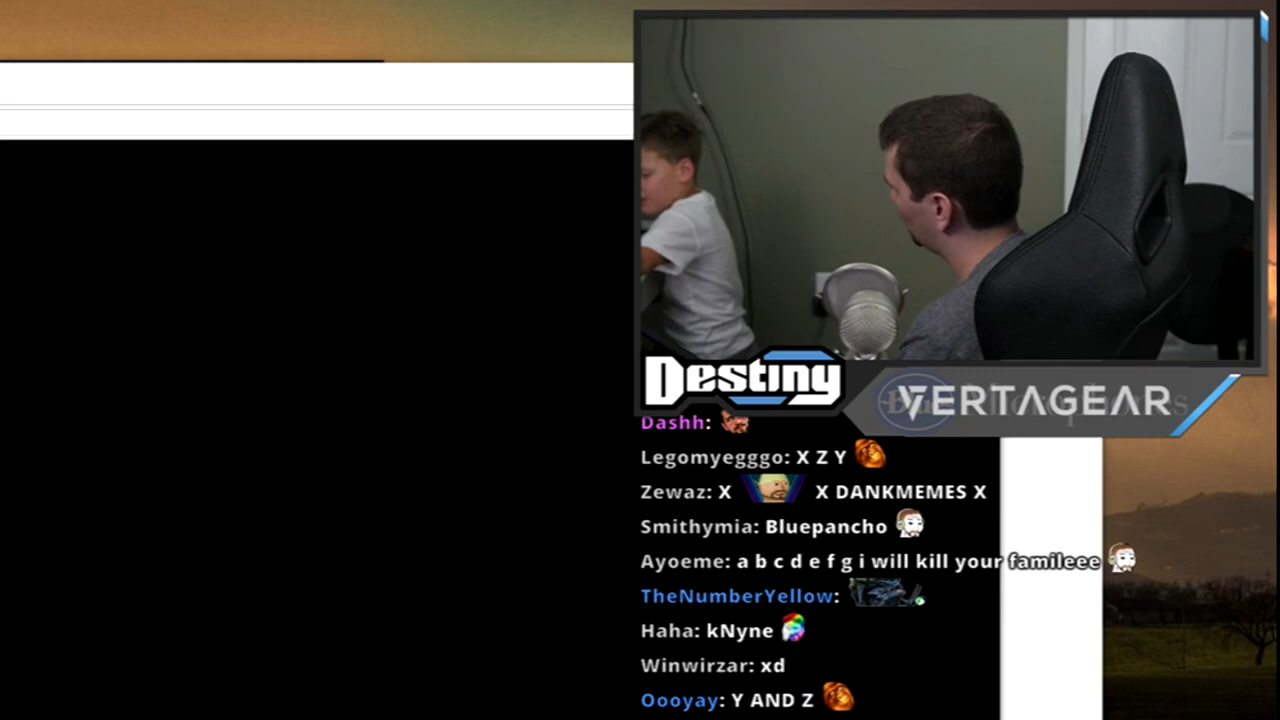 Destiny
VERTAGEAR
Dashh:
Legomyegggo: X Z Y
Zewaz: X X DANKMEMES X
Smithymia: Bluepancho
Ayoeme: a b c d e f g i will kill your famileee
TheNumberYellow:
Haha: kNyne
Winwirzar: xd
Oooyay: Y AND Z